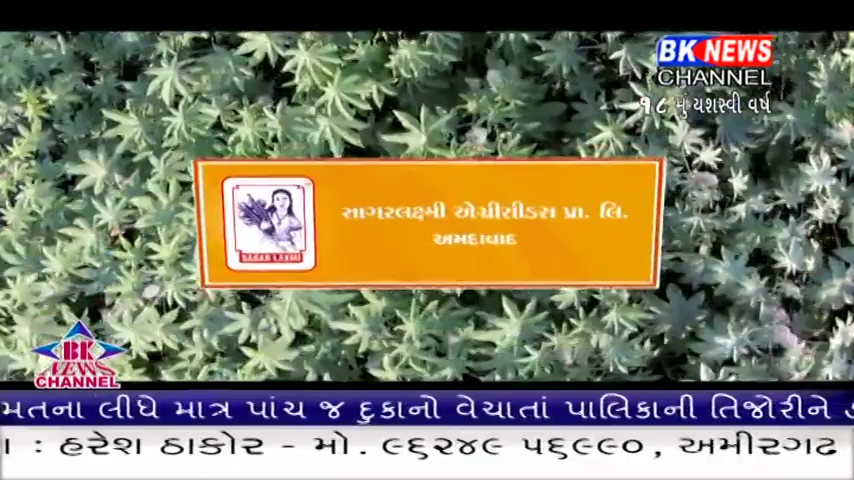 BK NEWS
CHANNEL
૧૮ મું યશસ્વી વર્ષ
સાગરલક્ષ્મી એગ્રીસીડસ પ્રા. લિ.
અમદાવાદ
SAGAR LAXMI
BK
NEWS
CHANNEL
મતના લીધે માત્ર પાંચ જ દુકાનો વેચાતાં પાલિકાની તિજોરીને
: હરેશ ઠાકોર - મો. ૯૬૨૪૯ ૫૬૯૯૦, અમીરગઢ